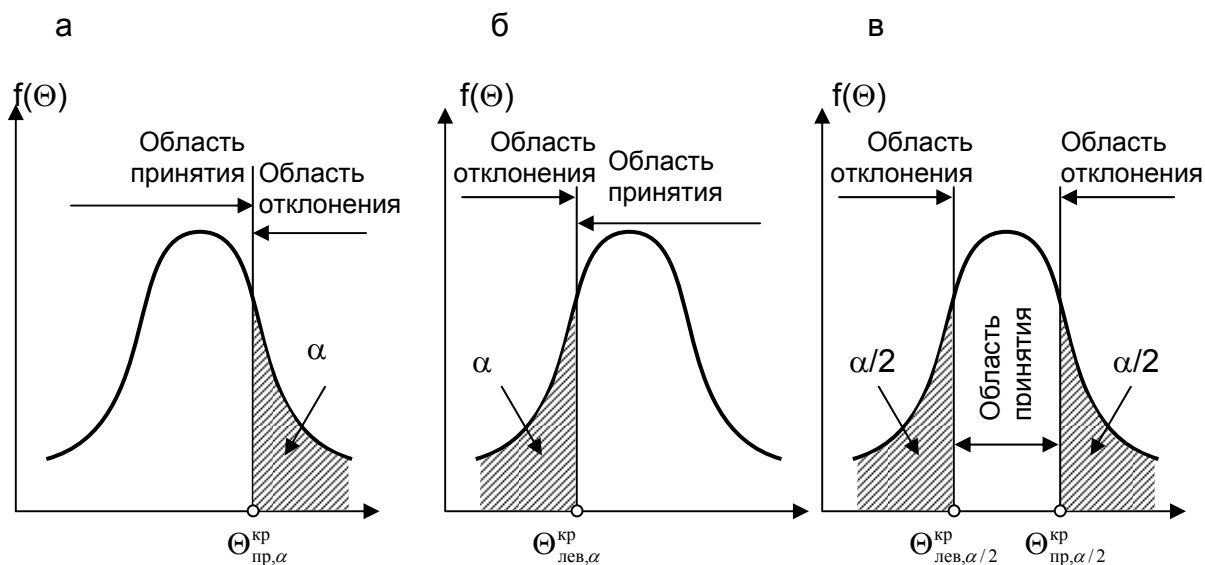 а
f(Θ)
Область
принятия
Область
отклонения
α
Θ^кр_пр,α
б
f(Θ)
Область
отклонения
Область
принятия
α
Θ^кр_лев,α
в
f(Θ)
Область
отклонения
Область
отклонения
α/2
Область
принятия
α/2
Θ^кр_лев,α/2
Θ^кр_пр,α/2